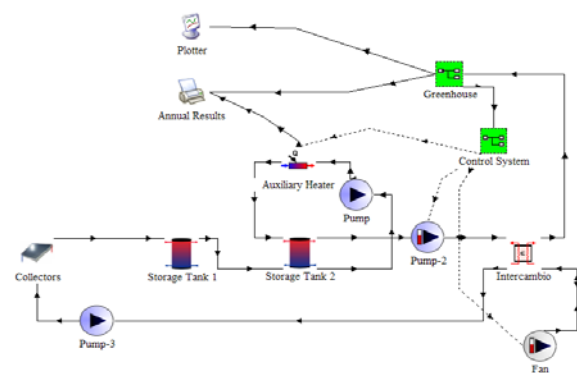 Plotter
Greenhouse
Annual Results
Control System
Auxiliary Heater
Pump
Pump-2
Collectors
Storage Tank 1
Storage Tank 2
Intercambio
Pump-3
Fan